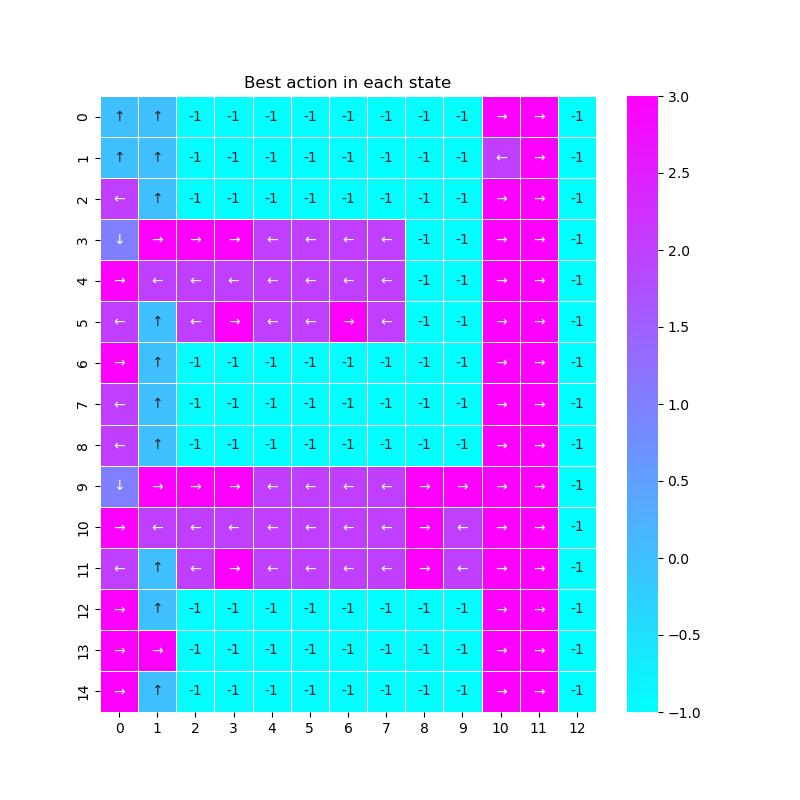 Best action in each state
0 ↑ ↑ -1 -1 -1 -1 -1 -1 -1 -1 → → -1
1 ↑ ↑ -1 -1 -1 -1 -1 -1 -1 -1 ← → -1
2 ← ↑ -1 -1 -1 -1 -1 -1 -1 -1 → → -1
3 ↓ → → → ← ← ← ← -1 -1 → → -1
4 → ← ← ← ← ← ← ← -1 -1 → → -1
5 ← ↑ ← → ← ← → ← -1 -1 → → -1
6 → ↑ -1 -1 -1 -1 -1 -1 -1 -1 → → -1
7 ← ↑ -1 -1 -1 -1 -1 -1 -1 -1 → → -1
8 ← ↑ -1 -1 -1 -1 -1 -1 -1 -1 → → -1
9 ↓ → → → ← ← ← ← → → → → -1
10 → ← ← ← ← ← ← ← → ← → → -1
11 ← ↑ ← → ← ← ← ← → ← → → -1
12 → ↑ -1 -1 -1 -1 -1 -1 -1 -1 → → -1
13 → → -1 -1 -1 -1 -1 -1 -1 -1 → → -1
14 → ↑ -1 -1 -1 -1 -1 -1 -1 -1 → → -1
0 1 2 3 4 5 6 7 8 9 10 11 12
3.0
2.5
2.0
1.5
1.0
0.5
0.0
−0.5
−1.0